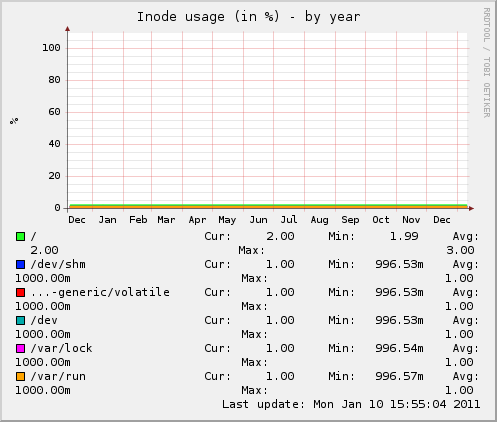 Inode usage (in %) - by year
RRDTOOL / TOBI OETIKER
%
100
80
60
40
20
0
Dec Jan Feb Mar Apr May Jun Jul Aug Sep Oct Nov Dec
/ Cur: 2.00 Min: 1.99 Avg:
2.00 Max: 3.00
/dev/shm Cur: 1.00 Min: 996.53m Avg:
1000.00m Max: 1.00
...-generic/volatile Cur: 1.00 Min: 996.53m Avg:
1000.00m Max: 1.00
/dev Cur: 1.00 Min: 996.53m Avg:
1000.00m Max: 1.00
/var/lock Cur: 1.00 Min: 996.54m Avg:
1000.00m Max: 1.00
/var/run Cur: 1.00 Min: 996.57m Avg:
1000.00m Max: 1.00
Last update: Mon Jan 10 15:55:04 2011